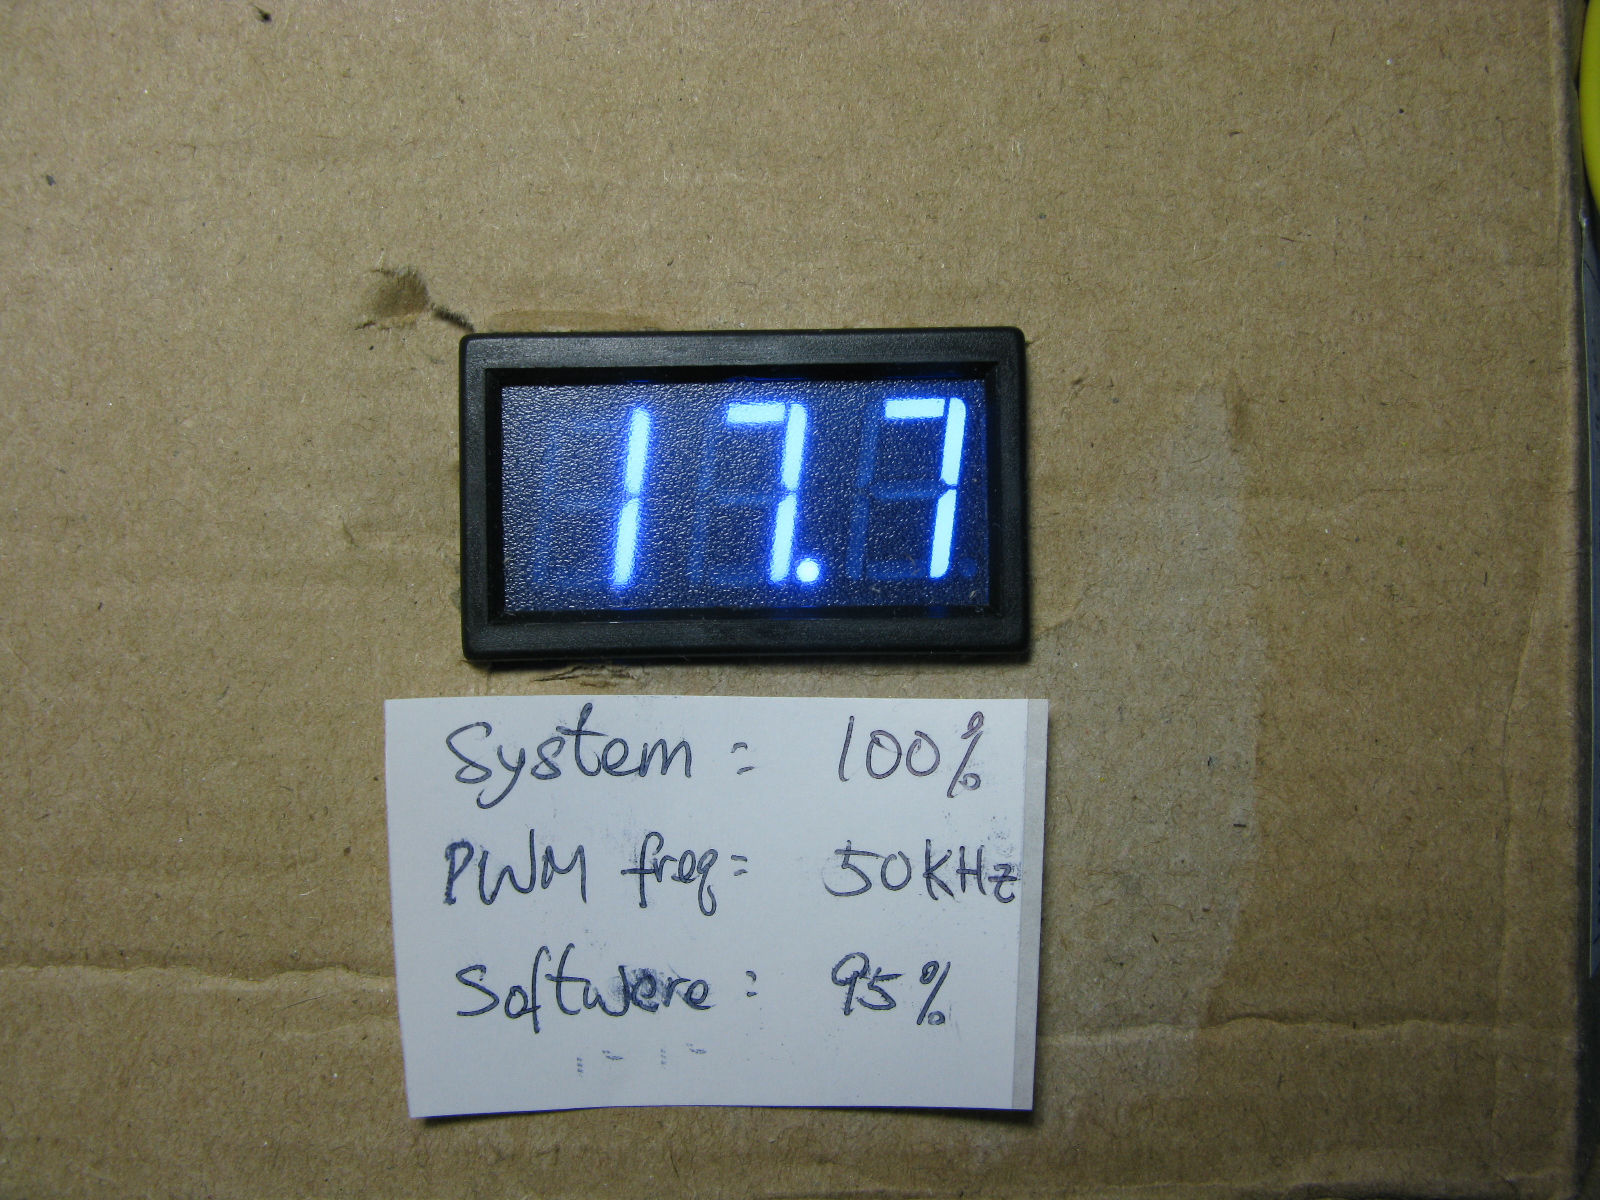 17.7
System : 100%
PWM freq= 50KHz
Softwere : 95%